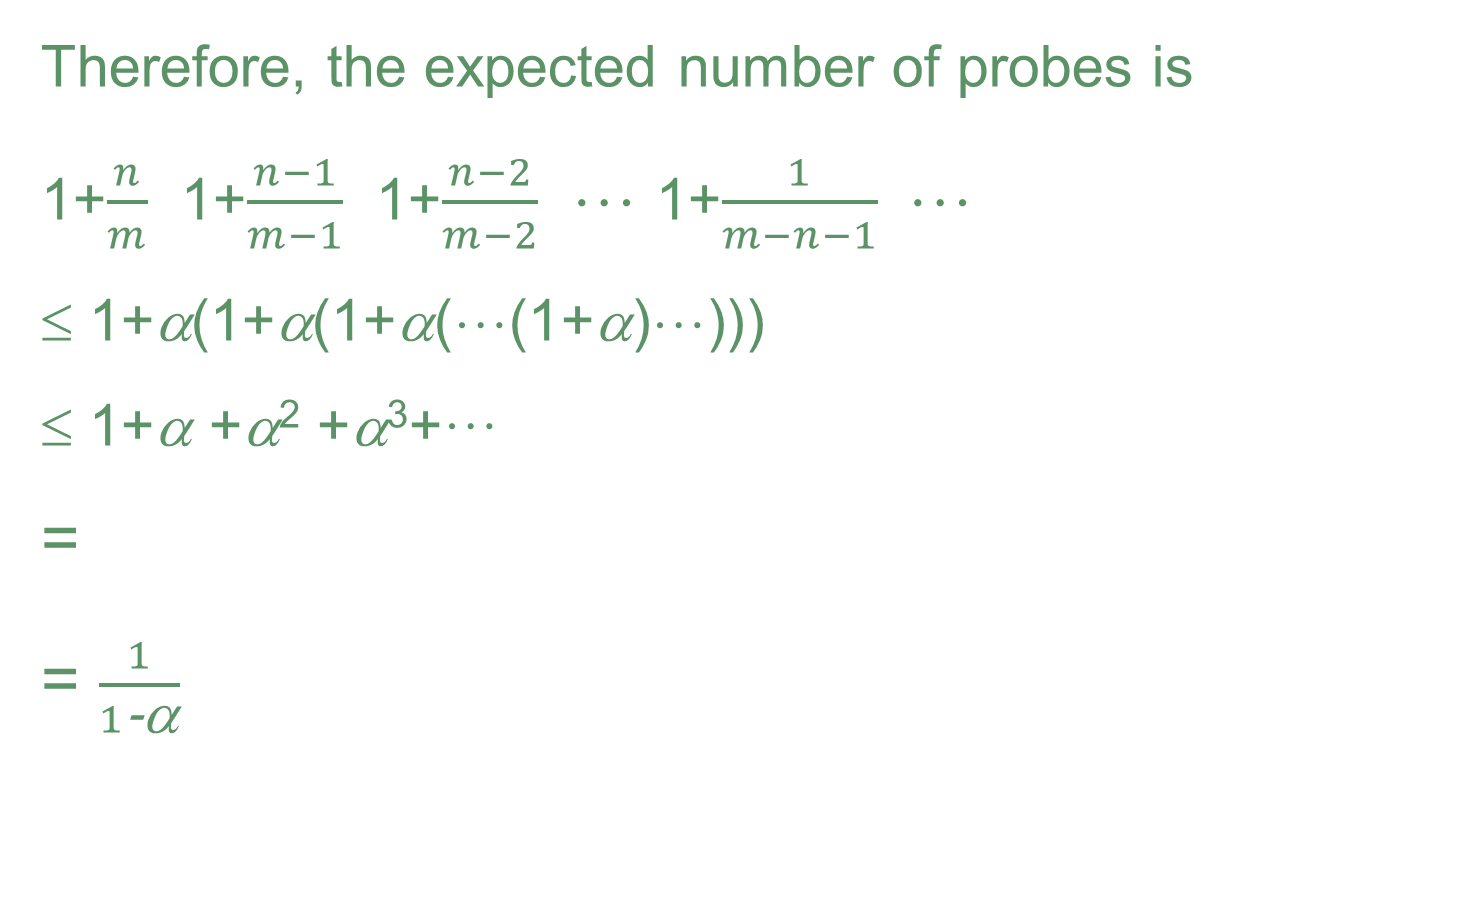 Therefore, the expected number of probes is
1+n/m 1+n−1/m−1 1+n−2/m−2 ⋯ 1+1/m−n−1 ⋯
≤ 1+α(1+α(1+α(⋯(1+α)⋯)))
≤ 1+α +α² +α³+⋯
=
= 1/1-α